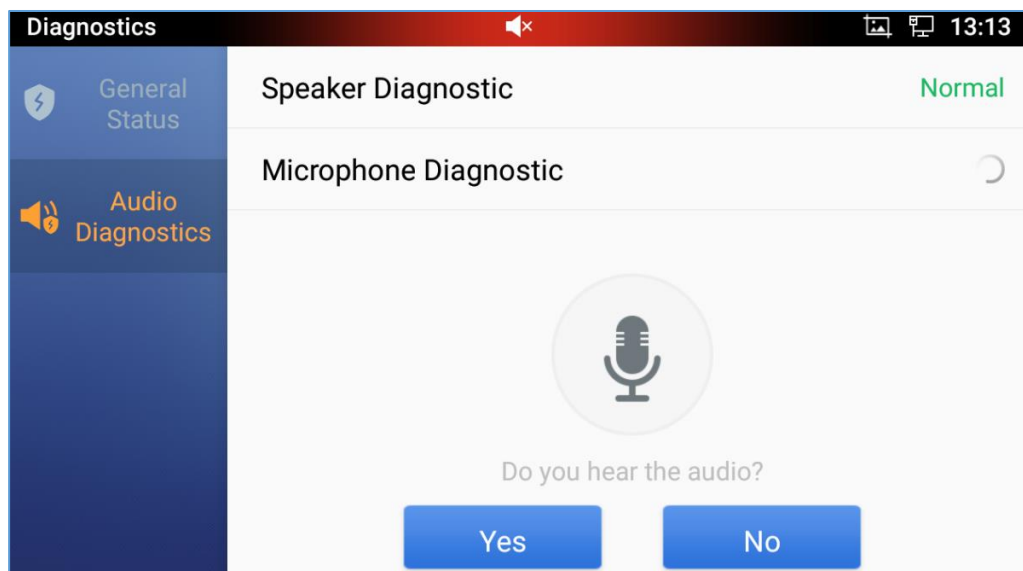 Diagnostics
13:13
General
Status
Audio
Diagnostics
Speaker Diagnostic
Normal
Microphone Diagnostic
Do you hear the audio?
Yes
No